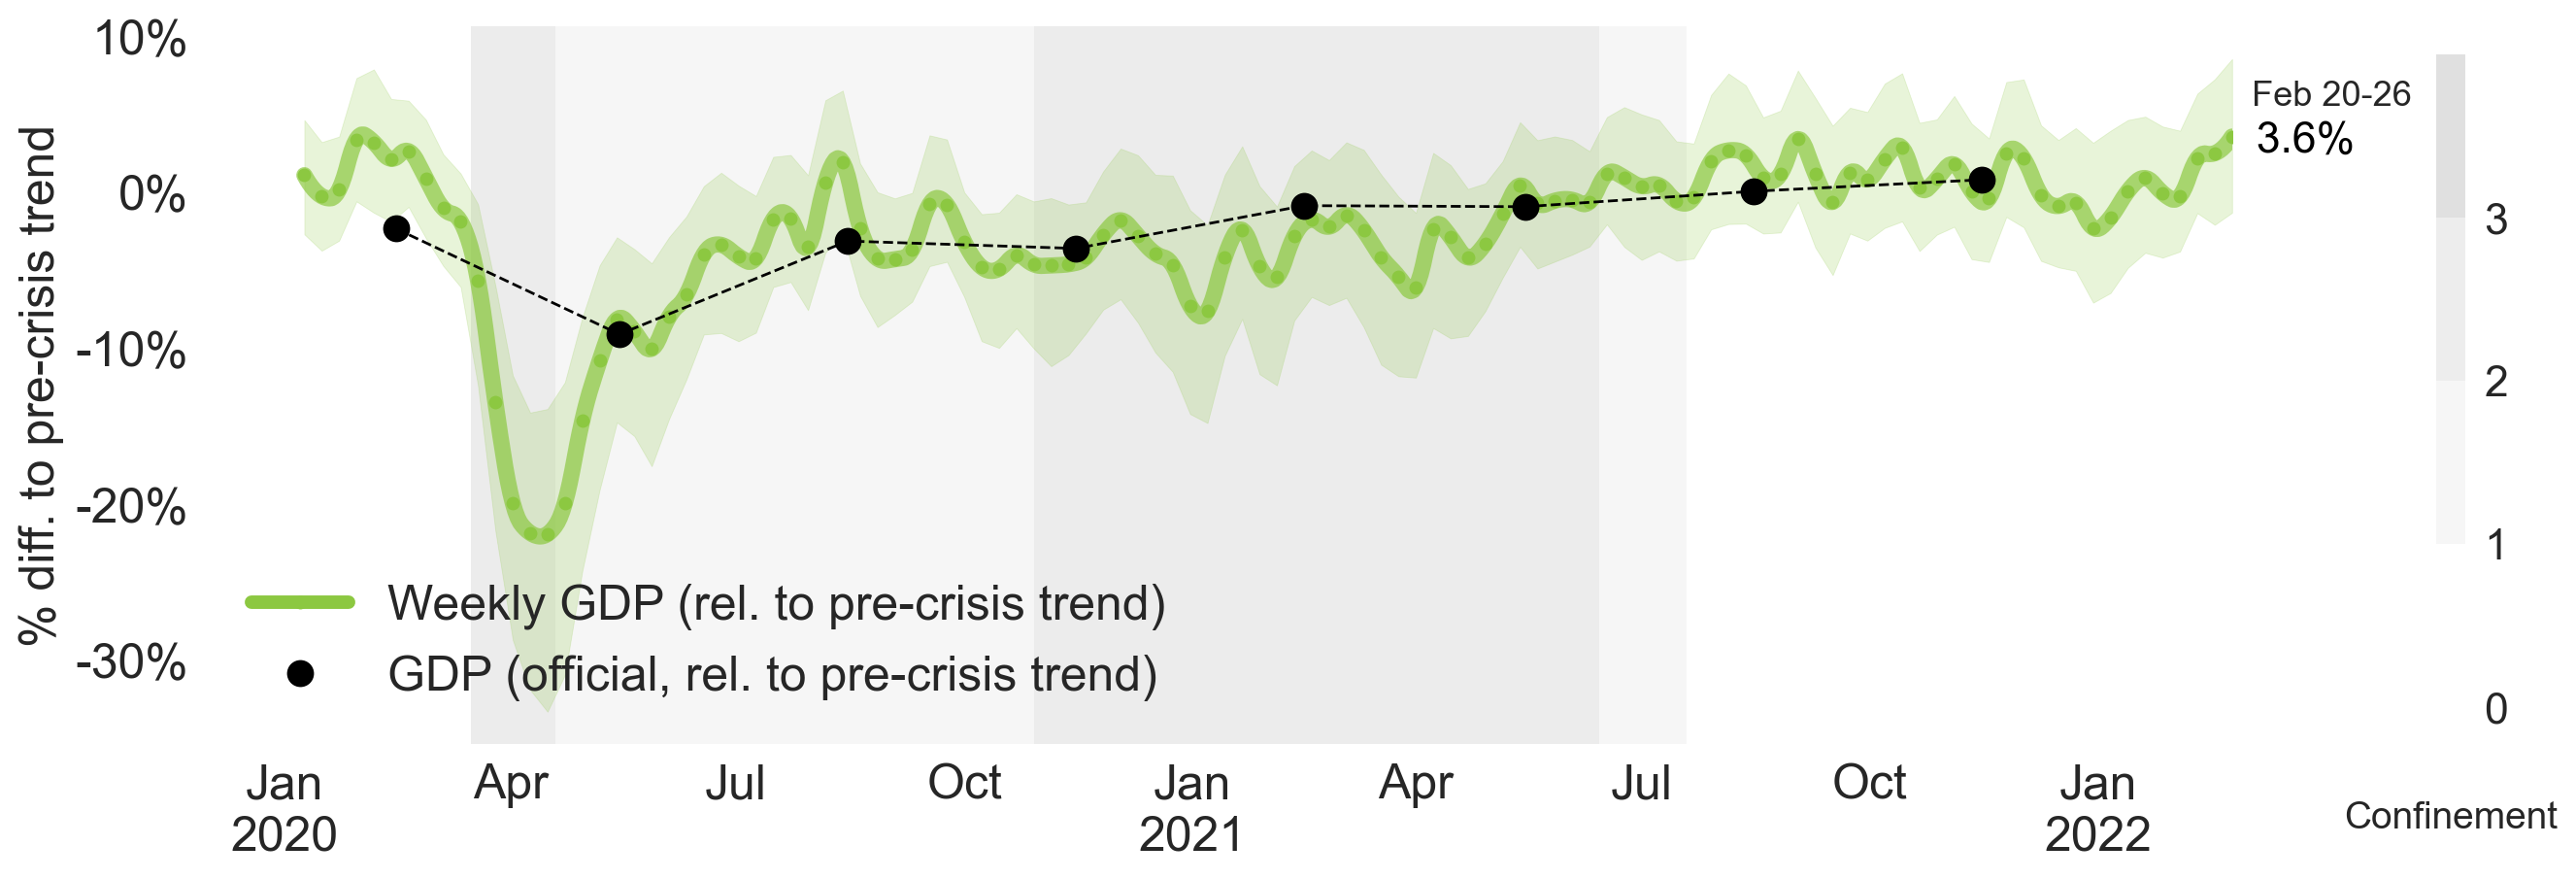 % diff. to pre-crisis trend
10%
0%
-10%
-20%
-30%
Feb 20-26
3.6%
Weekly GDP (rel. to pre-crisis trend)
GDP (official, rel. to pre-crisis trend)
Jan Apr Jul Oct Jan Apr Jul Oct Jan
2020 2021 2022
3
2
1
0
Confinement